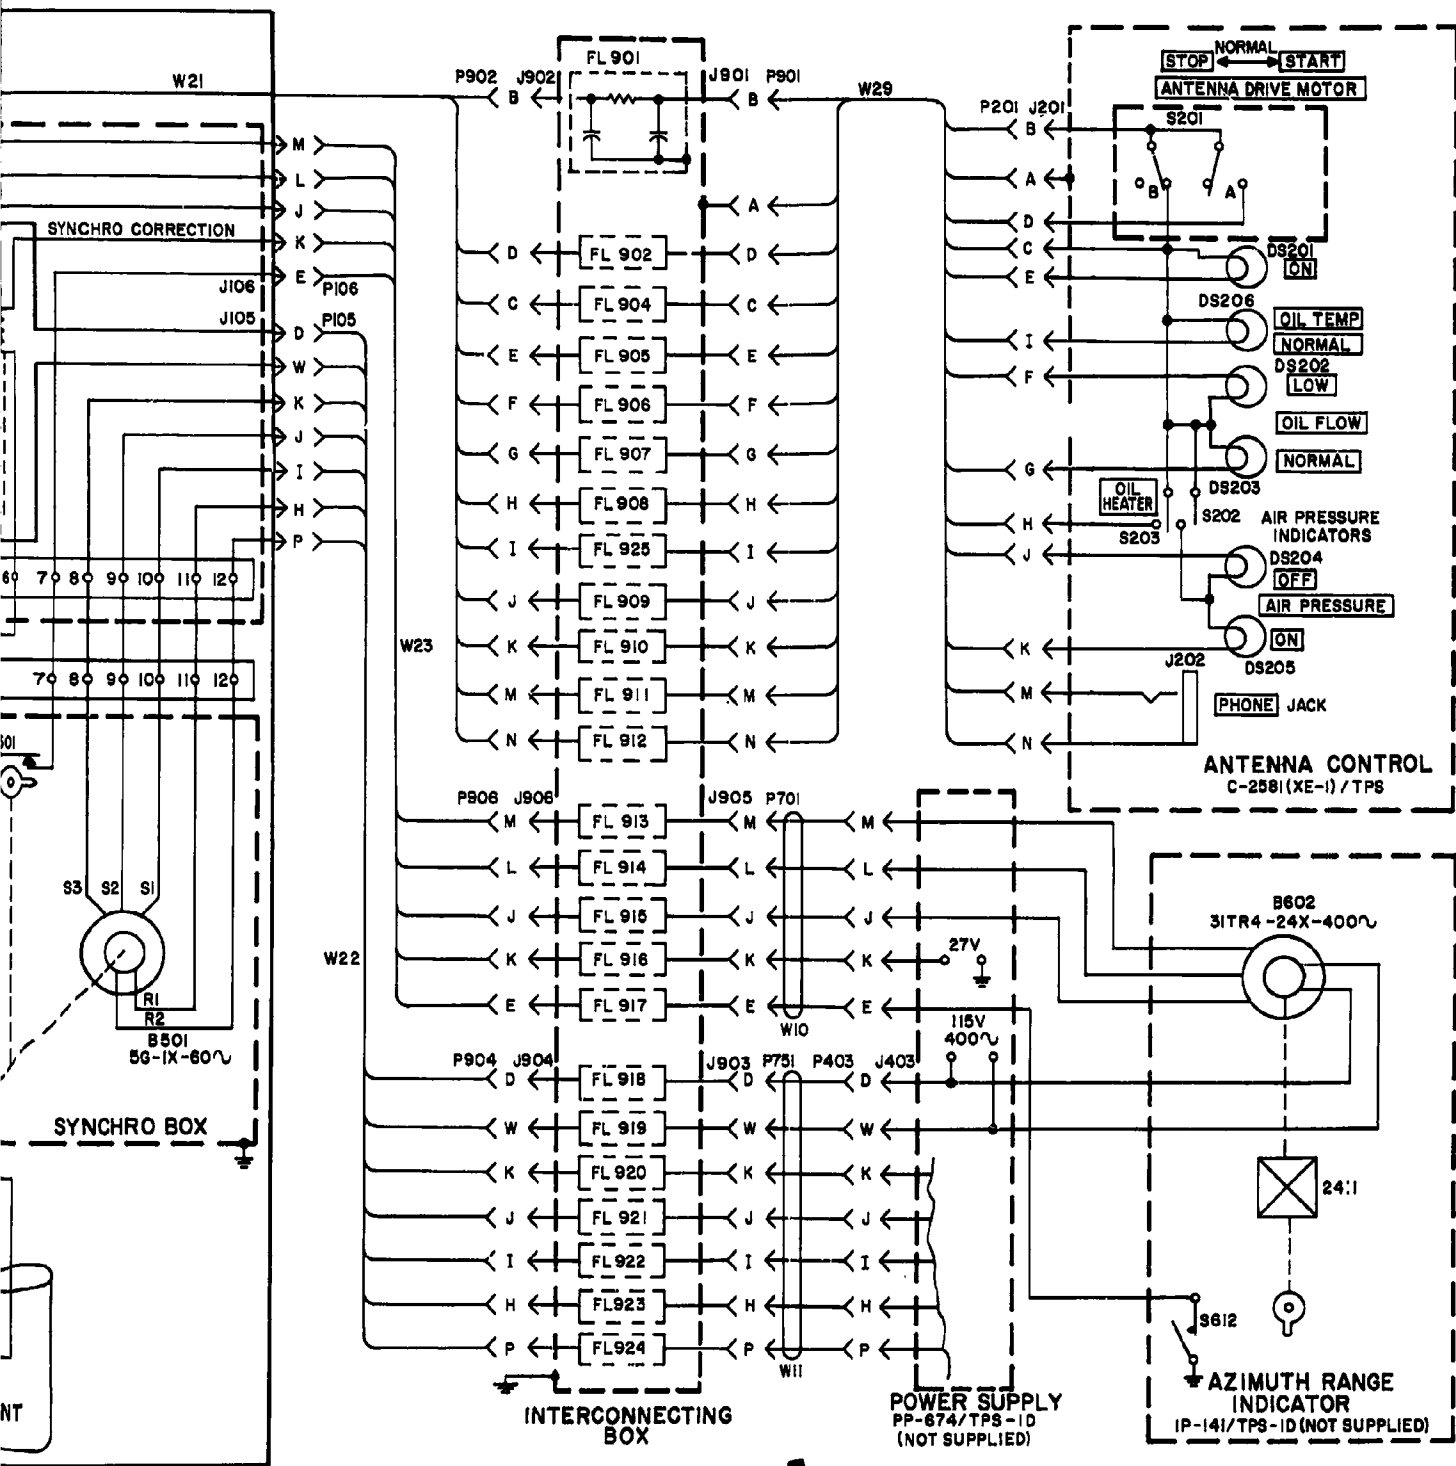 W21
P902 J902
FL901
J901 P901
W29
P201 J201
NORMAL
STOP START
ANTENNA DRIVE MOTOR
S201
B
B
B
B A
M
L
J
SYNCHRO CORRECTION
K
E
J106 P106
J105 P105
D
W
K
J
I
H
P
A
D FL 902 D
C FL 904 C
E FL 905 E
F FL 906 F
G FL 907 G
H FL 908 H
I FL 925 I
J FL 909 J
K FL 910 K
M FL 911 M
N FL 912 N
A
D
C
E
I
F
G
H
J
K
M
N
DS201
ON
DS206
OIL TEMP
NORMAL
DS202
LOW
OIL FLOW
NORMAL
DS203
OIL
HEATER
S202
S203
AIR PRESSURE
INDICATORS
DS204
OFF
AIR PRESSURE
ON
DS205
J202
PHONE JACK
ANTENNA CONTROL
C-2581(XE-1)/TPS
6 7 8 9 10 11 12
7 8 9 10 11 12
W23
501
S3 S2 S1
R1
R2
B501
5G-1X-60~
SYNCHRO BOX
W22
NT
P906 J906
J905 P701
M FL 913 M M
L FL 914 L L
J FL 915 J J
K FL 916 K K
E FL 917 E E
W10
27V
115V
400~
P904 J904
J903 P751 P403 J403
D FL 918 D D
W FL 919 W W
K FL 920 K K
J FL 921 J J
I FL 922 I I
H FL923 H H
P FL924 P P
W11
INTERCONNECTING
BOX
POWER SUPPLY
PP-674/TPS-1D
(NOT SUPPLIED)
B602
31TR4-24X-400~
24:1
S612
AZIMUTH RANGE
INDICATOR
IP-141/TPS-1D(NOT SUPPLIED)